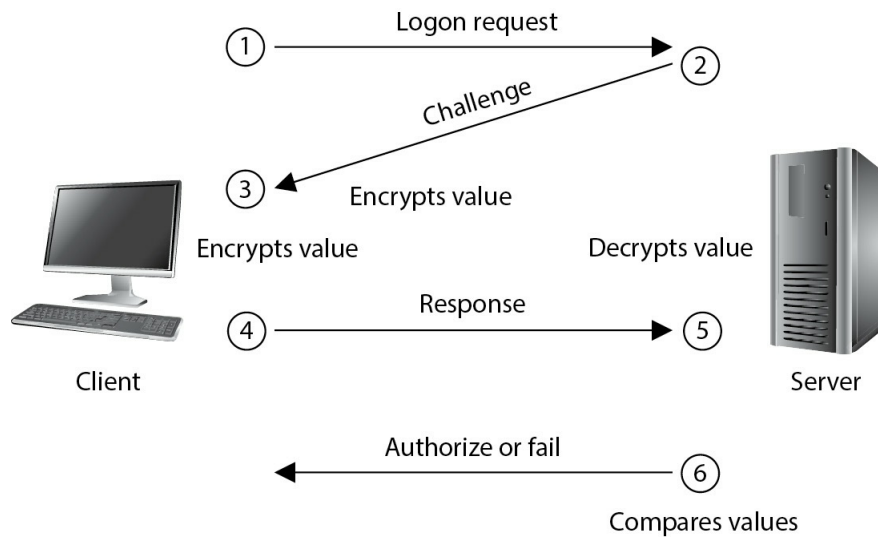 Logon request
1
2
Challenge
3
Encrypts value
Encrypts value
Decrypts value
Response
4
5
Client
Server
Authorize or fail
6
Compares values